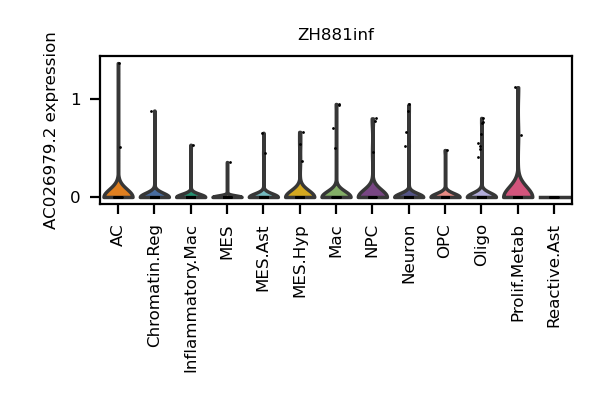 ZH881inf
AC026979.2 expression
1
0
AC
Chromatin.Reg
Inflammatory.Mac
MES
MES.Ast
MES.Hyp
Mac
NPC
Neuron
OPC
Oligo
Prolif.Metab
Reactive.Ast